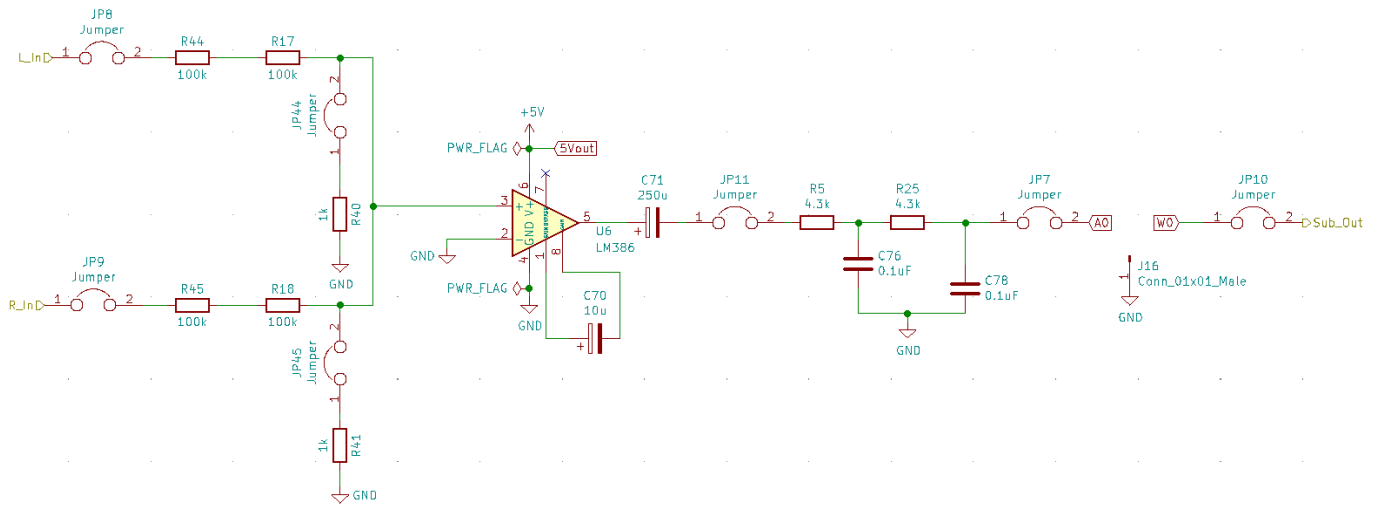 JP8
Jumper
L_In
1
2
R44
100k
R17
100k
2
JP44
Jumper
1
1k
R40
GND
JP9
Jumper
R_In
1
2
R45
100k
R18
100k
2
JP45
Jumper
1
1k
R41
GND
+5V
PWR_FLAG
5Vout
6
7
3
+
V+
2
-
GND
GND
4
1
8
5
U6
LM386
PWR_FLAG
GND
C70
10u
+
C71
250u
+
JP11
Jumper
1
2
R5
4.3k
R25
4.3k
C76
0.1uF
C78
0.1uF
GND
JP7
Jumper
1
2
A0
W0
JP10
Jumper
1
2
Sub_Out
J16
Conn_01x01_Male
1
GND